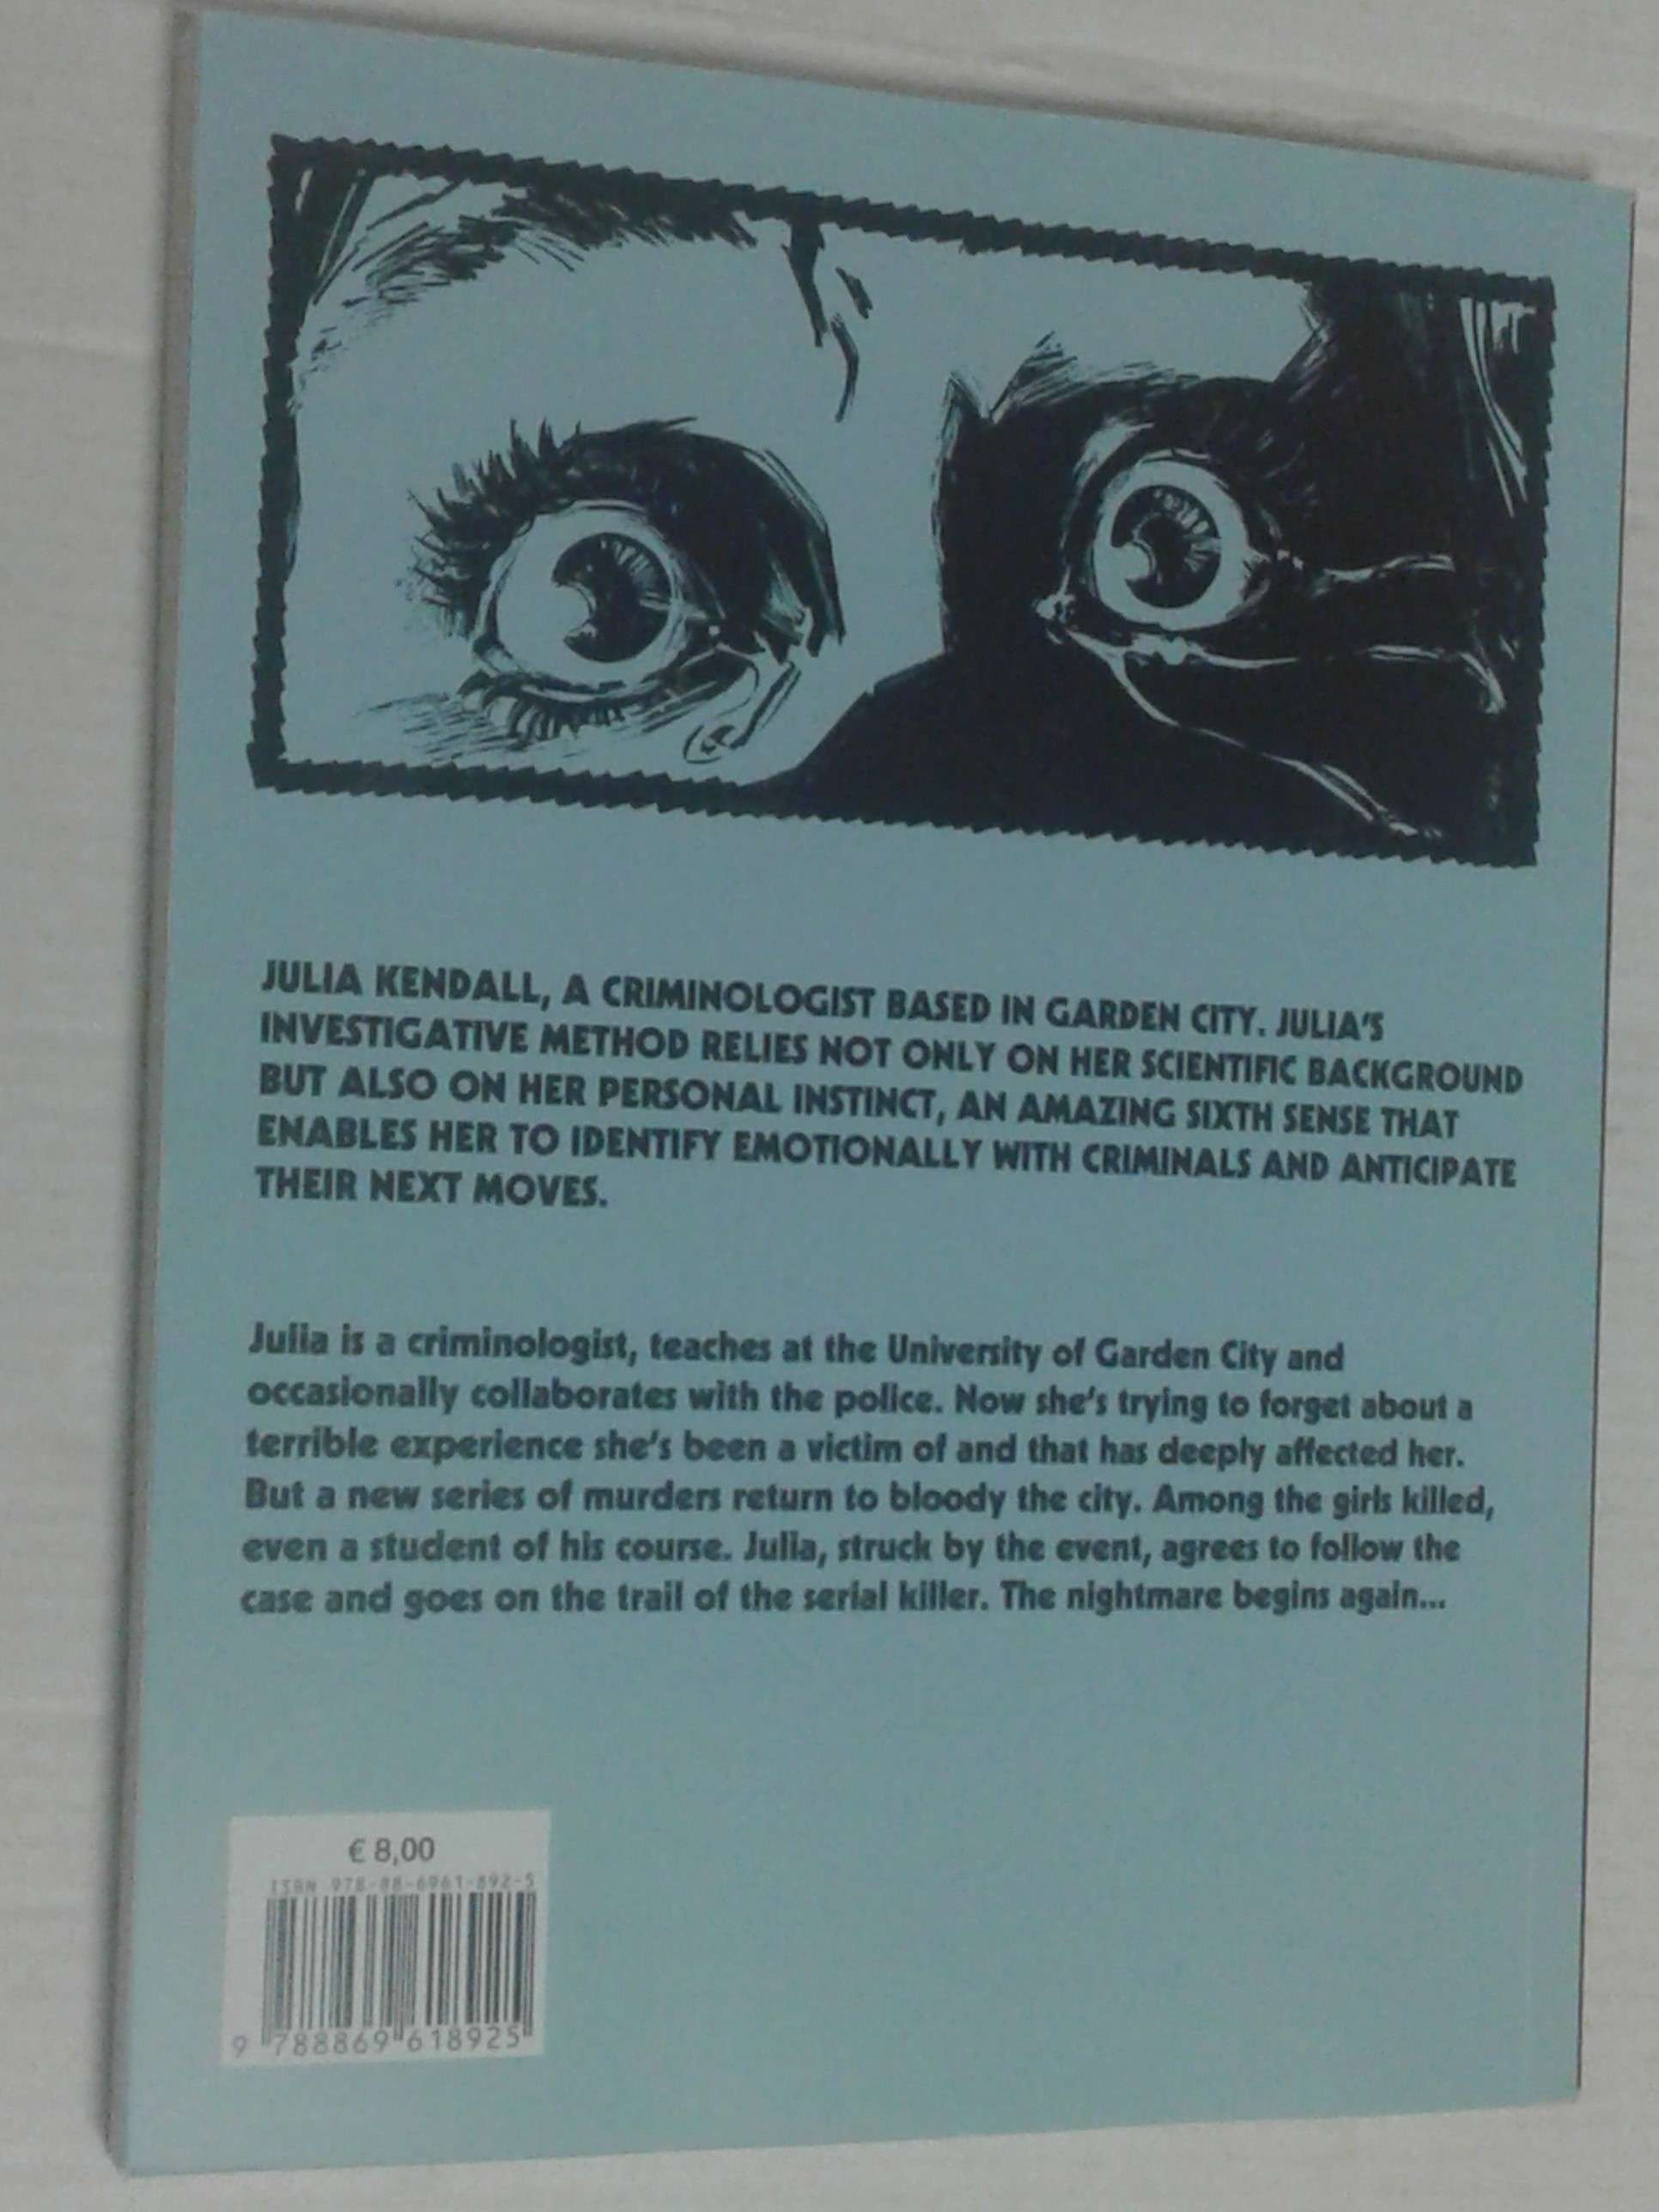 JULIA KENDALL, A CRIMINOLOGIST BASED IN GARDEN CITY. JULIA'S
INVESTIGATIVE METHOD RELIES NOT ONLY ON HER SCIENTIFIC BACKGROUND
BUT ALSO ON HER PERSONAL INSTINCT, AN AMAZING SIXTH SENSE THAT
ENABLES HER TO IDENTIFY EMOTIONALLY WITH CRIMINALS AND ANTICIPATE
THEIR NEXT MOVES.
Julia is a criminologist, teaches at the University of Garden City and
occasionally collaborates with the police. Now she's trying to forget about a
terrible experience she's been a victim of and that has deeply affected her.
But a new series of murders return to bloody the city. Among the girls killed,
even a student of his course. Julia, struck by the event, agrees to follow the
case and goes on the trail of the serial killer. The nightmare begins again...
€ 8,00
ISBN 978-88-6961-892-5
9 788869 618925